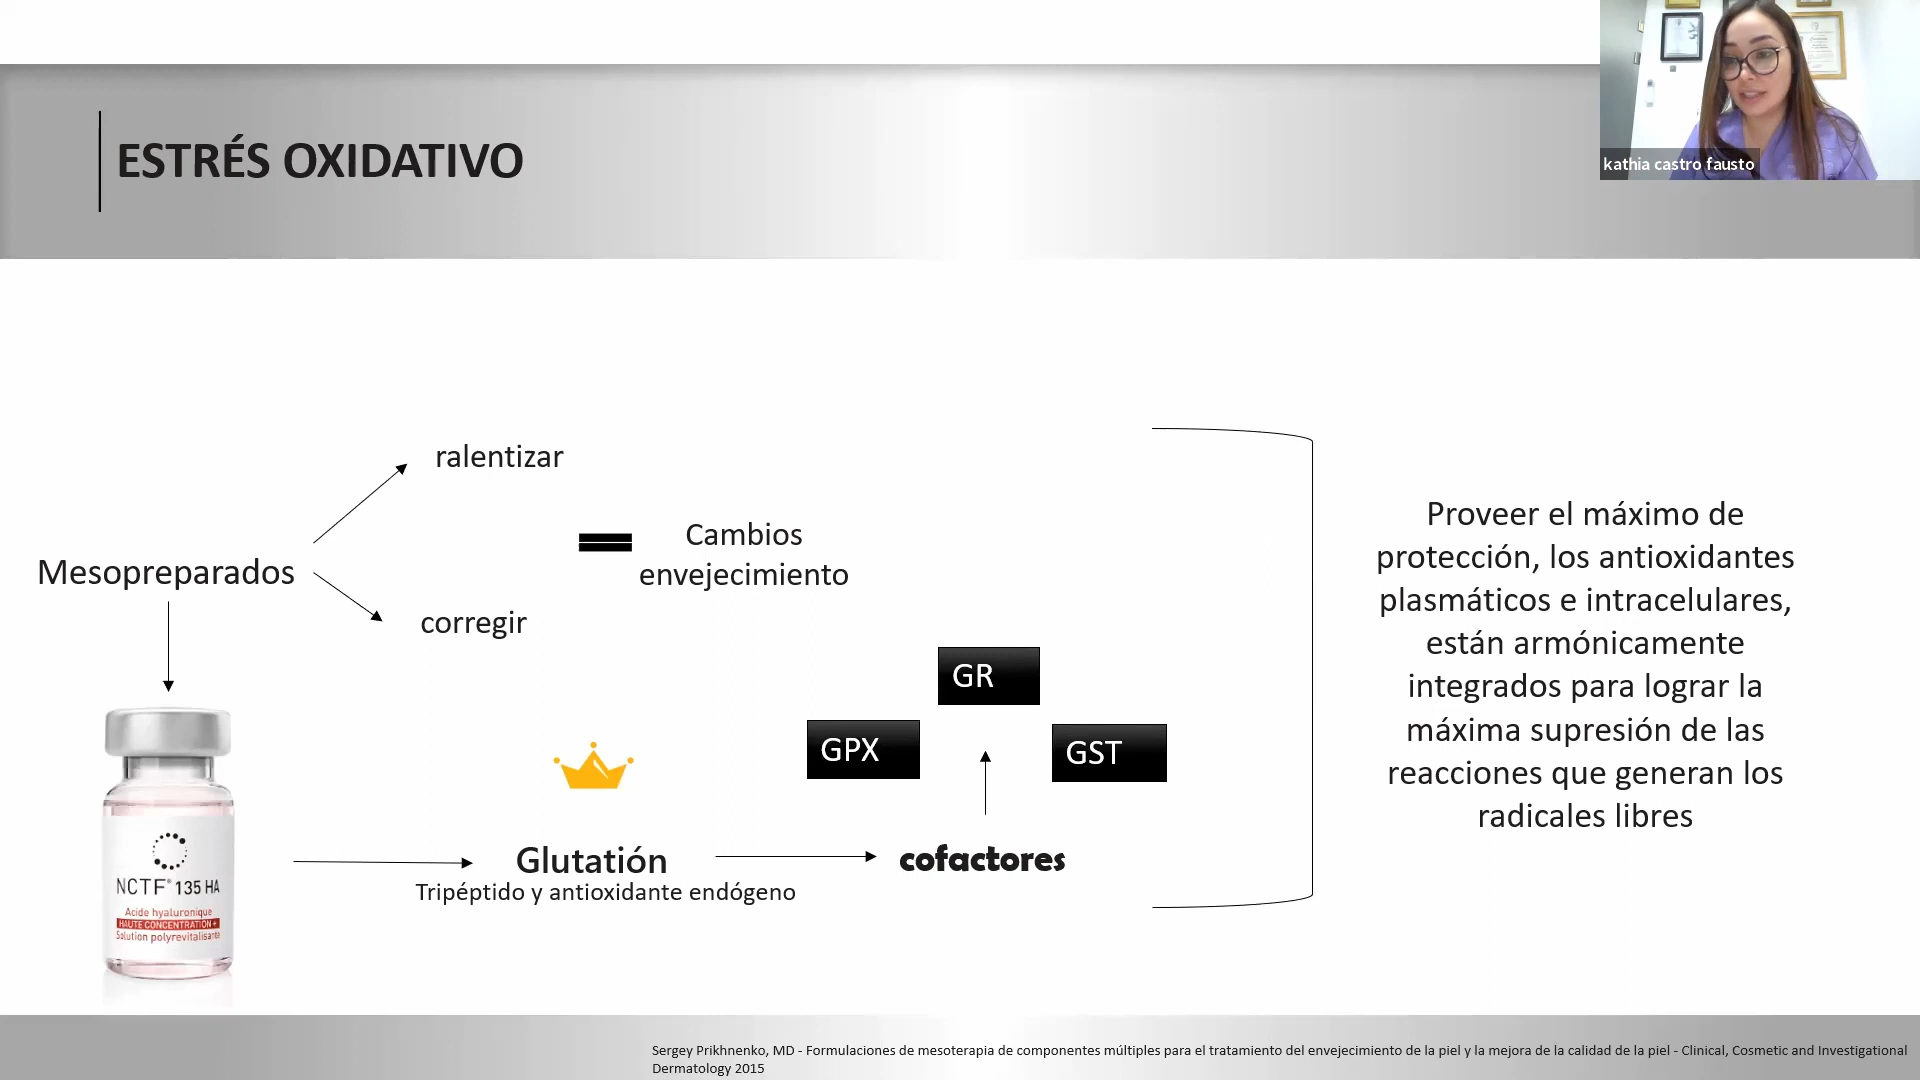 ESTRÉS OXIDATIVO
kathia castro fausto
ralentizar
Mesopreparados
corregir
Cambios
envejecimiento
GR
GPX
GST
Glutatión
Tripéptido y antioxidante endógeno
cofactores
NCTF® 135 HA
Acide hyaluronique
HAUTE CONCENTRATION +
Solution polyrevitalisante
Proveer el máximo de
protección, los antioxidantes
plasmáticos e intracelulares,
están armónicamente
integrados para lograr la
máxima supresión de las
reacciones que generan los
radicales libres
Sergey Prikhnenko, MD - Formulaciones de mesoterapia de componentes múltiples para el tratamiento del envejecimiento de la piel y la mejora de la calidad de la piel - Clinical, Cosmetic and Investigational
Dermatology 2015